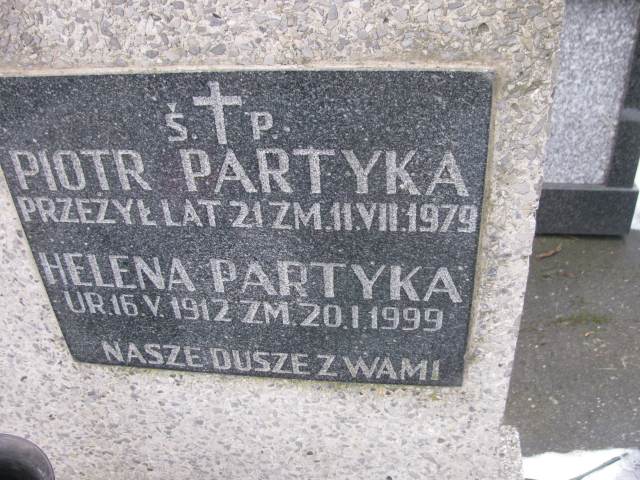 Ś. P.
PIOTR PARTYKA
PRZEZYŁ LAT 21 ZM. 11. VII. 1979
HELENA PARTYKA
UR. 16. V. 1912 ZM. 20. I. 1999
NASZE DUSZE Z WAMI